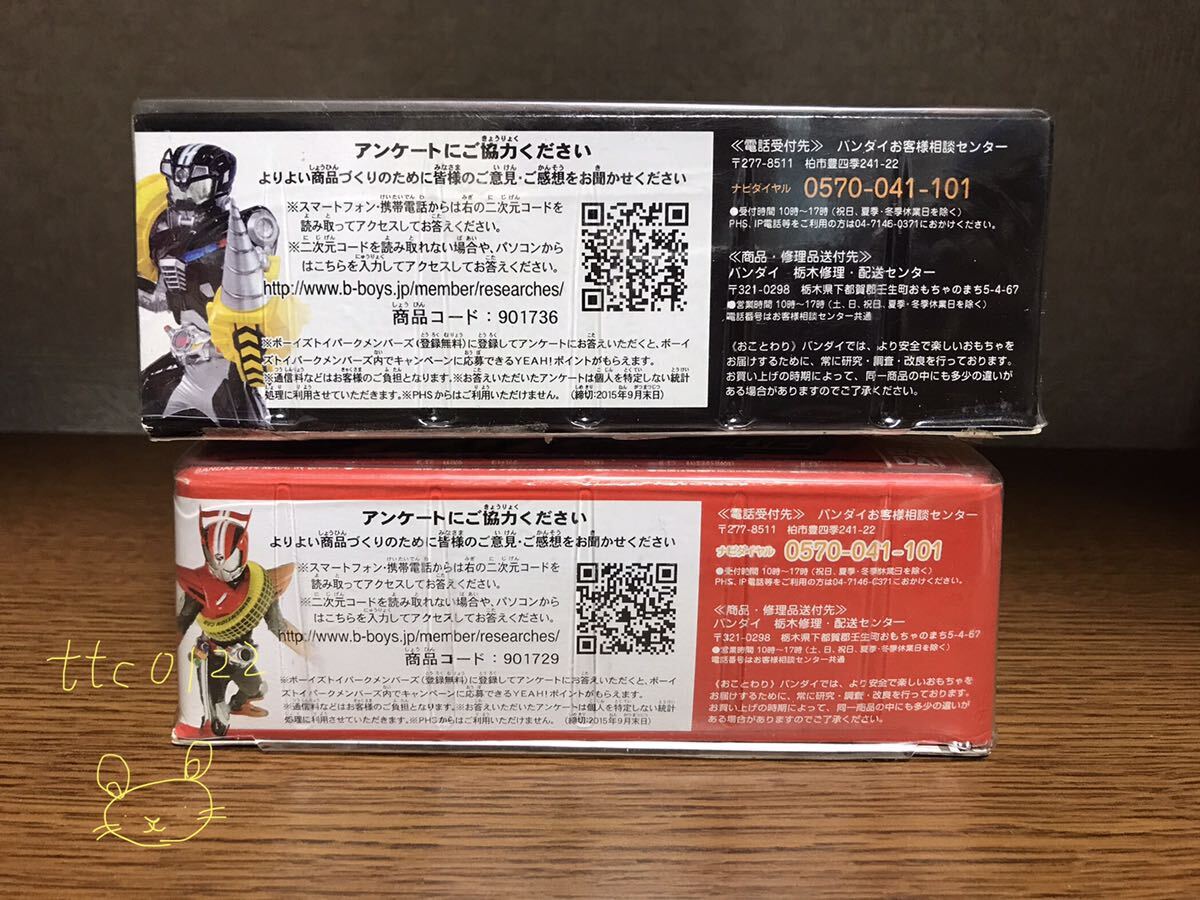 アンケートにご協力ください
よりよい商品づくりのために皆様のご意見・ご感想をお聞かせください
※スマートフォン・携帯電話からは右の二次元コードを
読み取ってアクセスしてお答えください。
※二次元コードを読み取れない場合や、パソコンから
はこちらを入力してアクセスしてお答えください。
http://www.b-boys.jp/member/researches/
商品コード：901736
※ボーイズトイパークメンバーズ(登録無料)に登録してアンケートにお答えいただくと、ボーイ
ズトイパークメンバーズ内でキャンペーンに応募できるYEAH!ポイントがもらえます。
※通信料などはお客様のご負担となります。※お答えいただいたアンケートは個人を特定しない統計
処理に利用させていただきます。※PHSからはご利用いただけません。 (締切:2015年9月末日)
≪電話受付先≫ バンダイお客様相談センター
〒277-8511 柏市豊四季241-22
ナビダイヤル 0570-041-101
●受付時間 10時〜17時(祝日、夏季・冬季休業日を除く)
PHS、IP電話等をご利用の方は04-7146-0371におかけください。
≪商品・修理品送付先≫
バンダイ 栃木修理・配送センター
〒321-0298 栃木県下都賀郡壬生町おもちゃのまち5-4-67
●営業時間 10時〜17時(土、日、祝日、夏季・冬季休業日を除く)
電話番号はお客様相談センター共通
《おことわり》バンダイでは、より安全で楽しいおもちゃを
お届けするために、常に研究・調査・改良を行っております。
お買い上げの時期によって、同一商品の中にも多少の違いが
ある場合がありますのでご了承ください。
アンケートにご協力ください
よりよい商品づくりのために皆様のご意見・ご感想をお聞かせください
※スマートフォン・携帯電話からは右の二次元コードを
読み取ってアクセスしてお答えください。
※二次元コードを読み取れない場合や、パソコンから
はこちらを入力してアクセスしてお答えください。
http://www.b-boys.jp/member/researches/
商品コード：901729
※ボーイズトイパークメンバーズ(登録無料)に登録してアンケートにお答えいただくと、ボーイ
ズトイパークメンバーズ内でキャンペーンに応募できるYEAH!ポイントがもらえます。
※通信料などはお客様のご負担となります。※お答えいただいたアンケートは個人を特定しない統計
処理に利用させていただきます。※PHSからはご利用いただけません。 (締切:2015年9月末日)
≪電話受付先≫ バンダイお客様相談センター
〒277-8511 柏市豊四季241-22
ナビダイヤル 0570-041-101
●受付時間 10時〜17時(祝日、夏季・冬季休業日を除く)
PHS、IP電話等をご利用の方は04-7146-0371におかけください。
≪商品・修理品送付先≫
バンダイ 栃木修理・配送センター
〒321-0298 栃木県下都賀郡壬生町おもちゃのまち5-4-67
●営業時間 10時〜17時(土、日、祝日、夏季・冬季休業日を除く)
電話番号はお客様相談センター共通
《おことわり》バンダイでは、より安全で楽しいおもちゃを
お届けするために、常に研究・調査・改良を行っております。
お買い上げの時期によって、同一商品の中にも多少の違いが
ある場合がありますのでご了承ください。
ttc0122